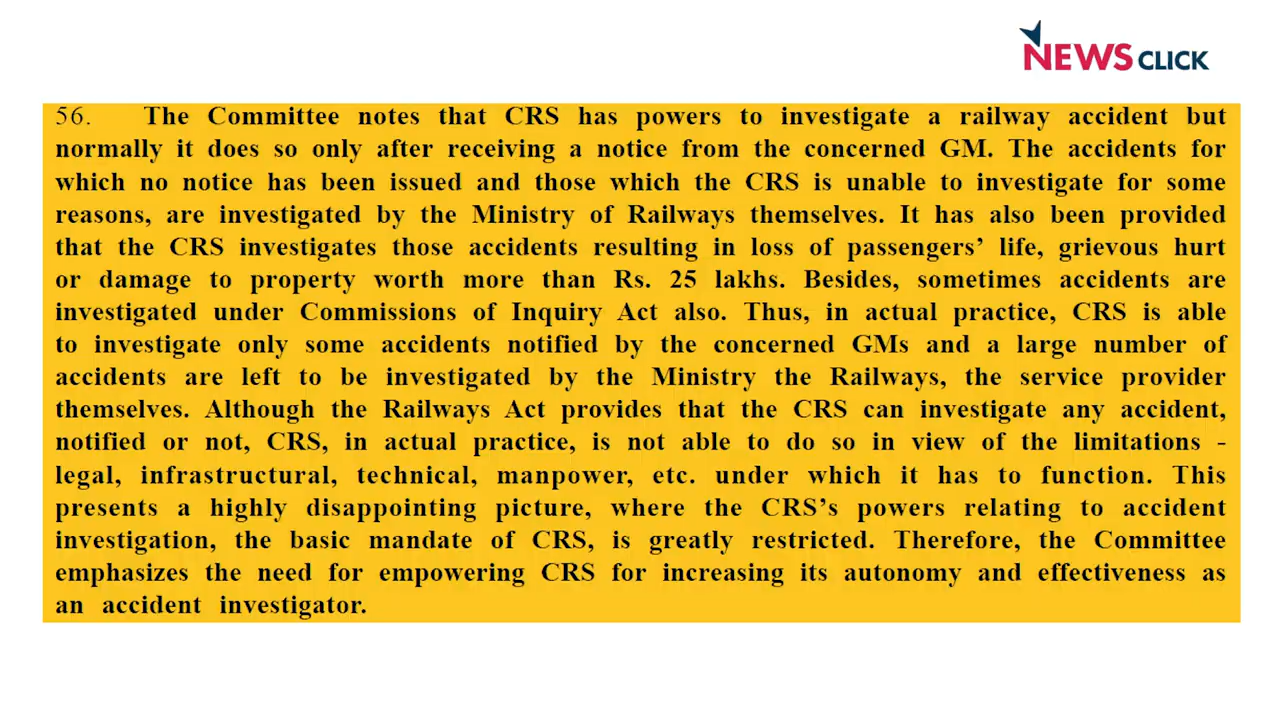 NEWSCLICK
56. The Committee notes that CRS has powers to investigate a railway accident but
normally it does so only after receiving a notice from the concerned GM. The accidents for
which no notice has been issued and those which the CRS is unable to investigate for some
reasons, are investigated by the Ministry of Railways themselves. It has also been provided
that the CRS investigates those accidents resulting in loss of passengers’ life, grievous hurt
or damage to property worth more than Rs. 25 lakhs. Besides, sometimes accidents are
investigated under Commissions of Inquiry Act also. Thus, in actual practice, CRS is able
to investigate only some accidents notified by the concerned GMs and a large number of
accidents are left to be investigated by the Ministry the Railways, the service provider
themselves. Although the Railways Act provides that the CRS can investigate any accident,
notified or not, CRS, in actual practice, is not able to do so in view of the limitations -
legal, infrastructural, technical, manpower, etc. under which it has to function. This
presents a highly disappointing picture, where the CRS’s powers relating to accident
investigation, the basic mandate of CRS, is greatly restricted. Therefore, the Committee
emphasizes the need for empowering CRS for increasing its autonomy and effectiveness as
an accident investigator.